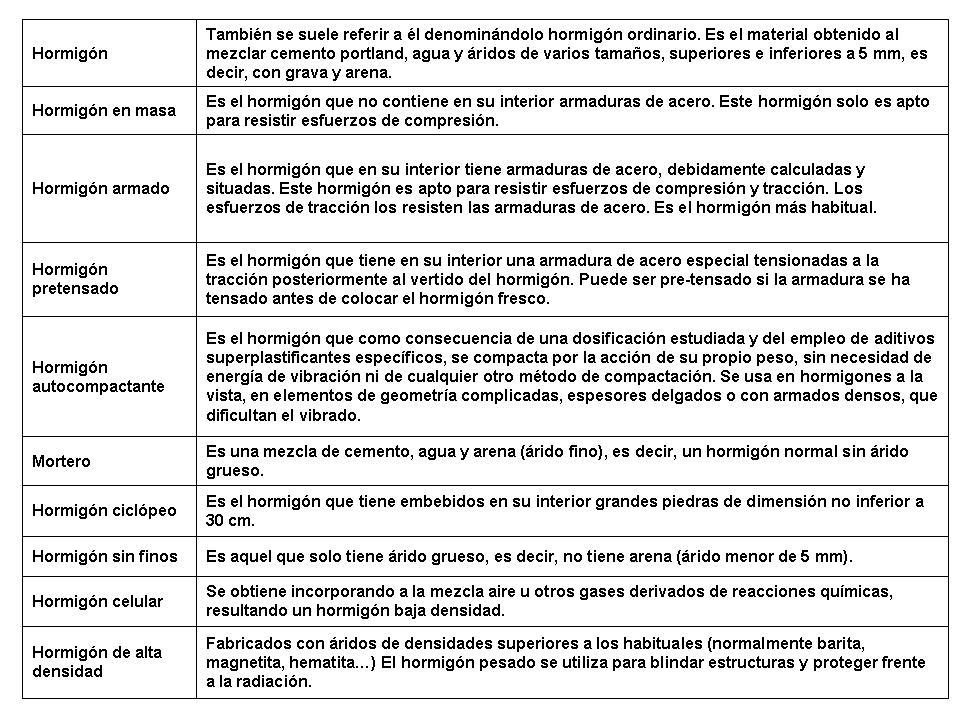 Hormigón
También se suele referir a él denominándolo hormigón ordinario. Es el material obtenido al
mezclar cemento portland, agua y áridos de varios tamaños, superiores e inferiores a 5 mm, es
decir, con grava y arena.
Hormigón en masa
Es el hormigón que no contiene en su interior armaduras de acero. Este hormigón solo es apto
para resistir esfuerzos de compresión.
Hormigón armado
Es el hormigón que en su interior tiene armaduras de acero, debidamente calculadas y
situadas. Este hormigón es apto para resistir esfuerzos de compresión y tracción. Los
esfuerzos de tracción los resisten las armaduras de acero. Es el hormigón más habitual.
Hormigón
pretensado
Es el hormigón que tiene en su interior una armadura de acero especial tensionadas a la
tracción posteriormente al vertido del hormigón. Puede ser pre-tensado si la armadura se ha
tensado antes de colocar el hormigón fresco.
Hormigón
autocompactante
Es el hormigón que como consecuencia de una dosificación estudiada y del empleo de aditivos
superplastificantes específicos, se compacta por la acción de su propio peso, sin necesidad de
energía de vibración ni de cualquier otro método de compactación. Se usa en hormigones a la
vista, en elementos de geometría complicadas, espesores delgados o con armados densos, que
dificultan el vibrado.
Mortero
Es una mezcla de cemento, agua y arena (árido fino), es decir, un hormigón normal sin árido
grueso.
Hormigón ciclópeo
Es el hormigón que tiene embebidos en su interior grandes piedras de dimensión no inferior a
30 cm.
Hormigón sin finos
Es aquel que solo tiene árido grueso, es decir, no tiene arena (árido menor de 5 mm).
Hormigón celular
Se obtiene incorporando a la mezcla aire u otros gases derivados de reacciones químicas,
resultando un hormigón baja densidad.
Hormigón de alta
densidad
Fabricados con áridos de densidades superiores a los habituales (normalmente barita,
magnetita, hematita...) El hormigón pesado se utiliza para blindar estructuras y proteger frente
a la radiación.